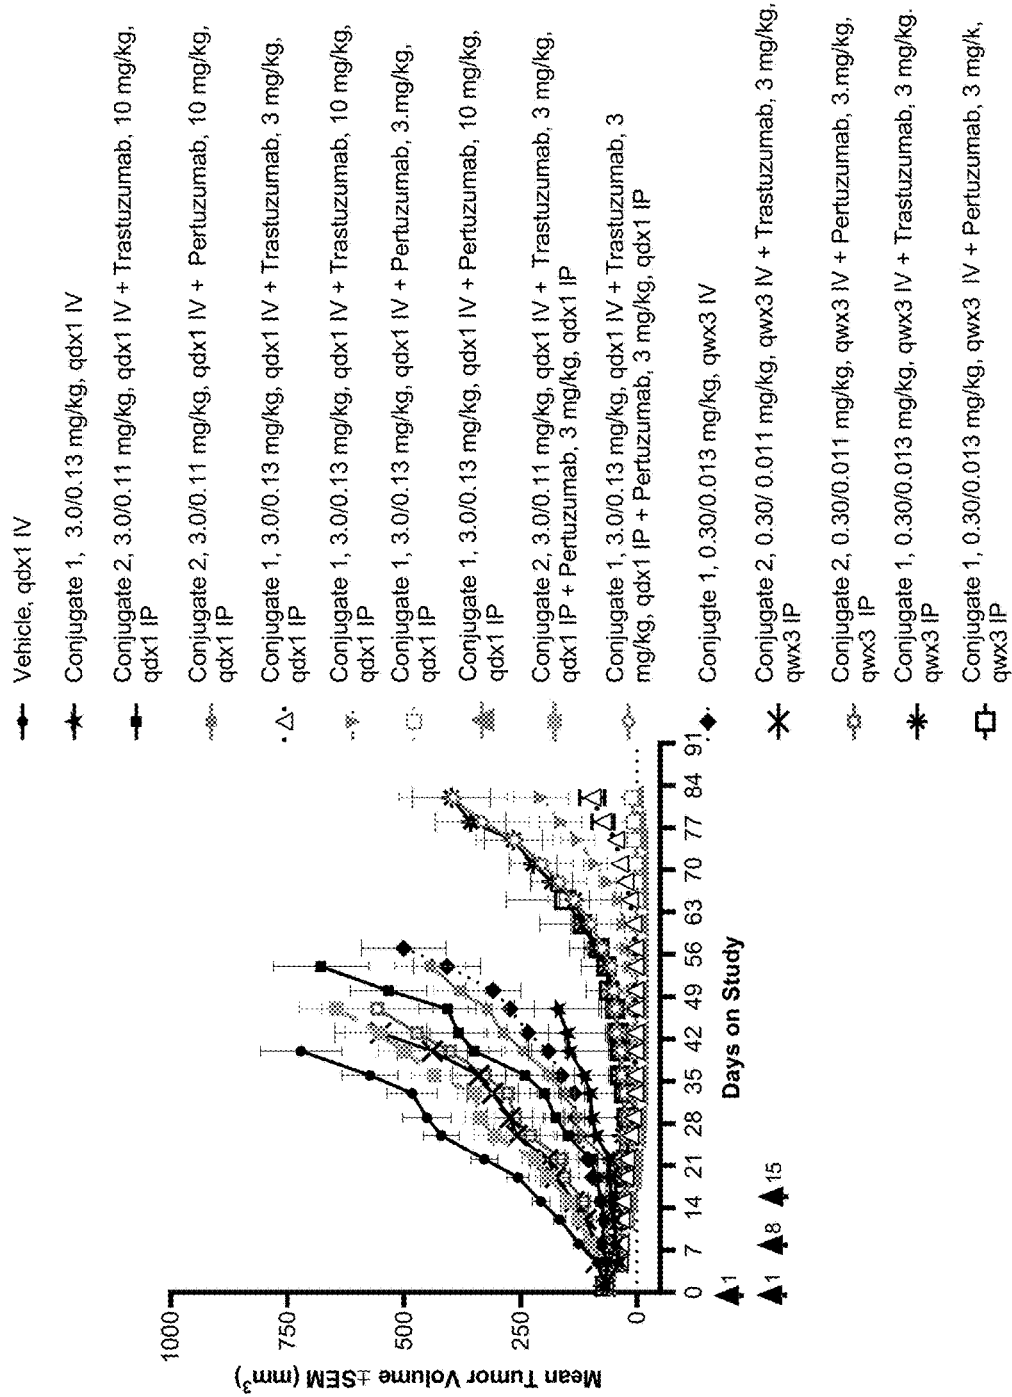 Vehicle, qdx1 IV
Conjugate 1, 3.0/0.13 mg/kg, qdx1 IV
Conjugate 2, 3.0/0.11 mg/kg, qdx1 IV + Trastuzumab, 10 mg/kg,
qdx1 IP
Conjugate 2, 3.0/0.11 mg/kg, qdx1 IV + Pertuzumab, 10 mg/kg,
qdx1 IP
Conjugate 1, 3.0/0.13 mg/kg, qdx1 IV + Trastuzumab, 3 mg/kg,
qdx1 IP
Conjugate 1, 3.0/0.13 mg/kg, qdx1 IV + Trastuzumab, 10 mg/kg,
qdx1 IP
Conjugate 1, 3.0/0.13 mg/kg, qdx1 IV + Pertuzumab, 3.mg/kg,
qdx1 IP
Conjugate 1, 3.0/0.13 mg/kg, qdx1 IV + Pertuzumab, 10 mg/kg,
qdx1 IP
Conjugate 2, 3.0/0.11 mg/kg, qdx1 IV + Trastuzumab, 3 mg/kg,
qdx1 IP + Pertuzumab, 3 mg/kg, qdx1 IP
Conjugate 1, 3.0/0.13 mg/kg, qdx1 IV + Trastuzumab, 3
mg/kg, qdx1 IP + Pertuzumab, 3 mg/kg, qdx1 IP
Conjugte 1, 0.30/0.013 mg/kg, qwx3 IV
Conjugate 2, 0.30/ 0.011 mg/kg, qwx3 IV + Trastuzumab, 3 mg/kg,
qwx3 IP
Conjugate 2, 0.30/0.011 mg/kg, qwx3 IV + Pertuzumab, 3.mg/kg,
qwx3 IP
Conjugate 1, 0.30/0.013 mg/kg, qwx3 IV + Trastuzumab, 3 mg/kg.
qwx3 IP
Conjugate 1, 0.30/0.013 mg/kg, qwx3 IV + Pertuzumab, 3 mg/k,
qwx3 IP
Mean Tumor Volume ±SEM (mm3)
1000
750
500
250
0
0 7 14 21 28 35 42 49 56 63 70 77 84 91
Days on Study
1
1 8 15